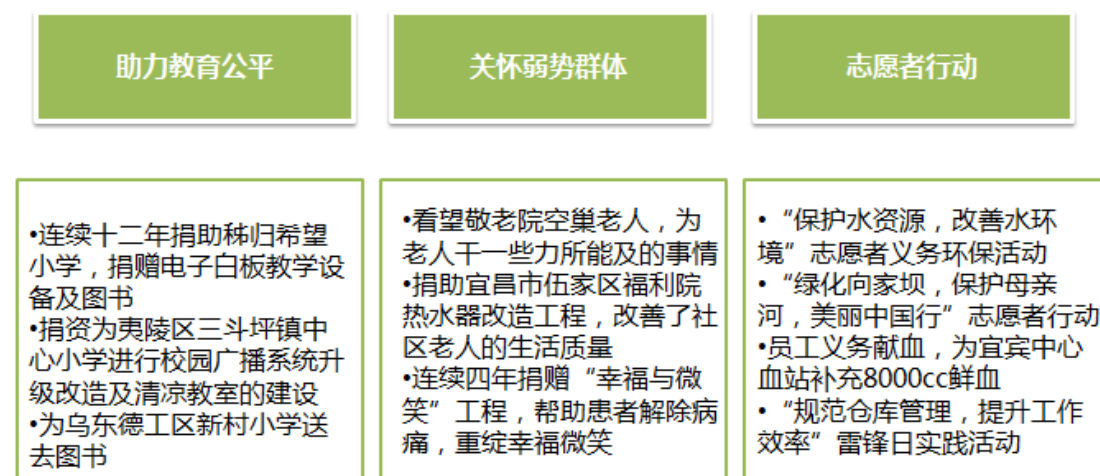 助力教育公平
关怀弱势群体
志愿者行动
•连续十二年捐助秭归希望
小学，捐赠电子白板教学设
备及图书
•捐资为夷陵区三斗坪镇中
心小学进行校园广播系统升
级改造及清凉教室的建设
•为乌东德工区新村小学送
去图书
•看望敬老院空巢老人，为
老人干一些力所能及的事情
•捐助宜昌市伍家区福利院
热水器改造工程，改善了社
区老人的生活质量
•连续四年捐赠“幸福与微
笑”工程，帮助患者解除病
痛，重绽幸福微笑
•“保护水资源，改善水环
境”志愿者义务环保活动
•“绿化向家坝，保护母亲
河，美丽中国行”志愿者行动
•员工义务献血，为宜宾中心
血站补充8000cc鲜血
•“规范仓库管理，提升工作
效率”雷锋日实践活动